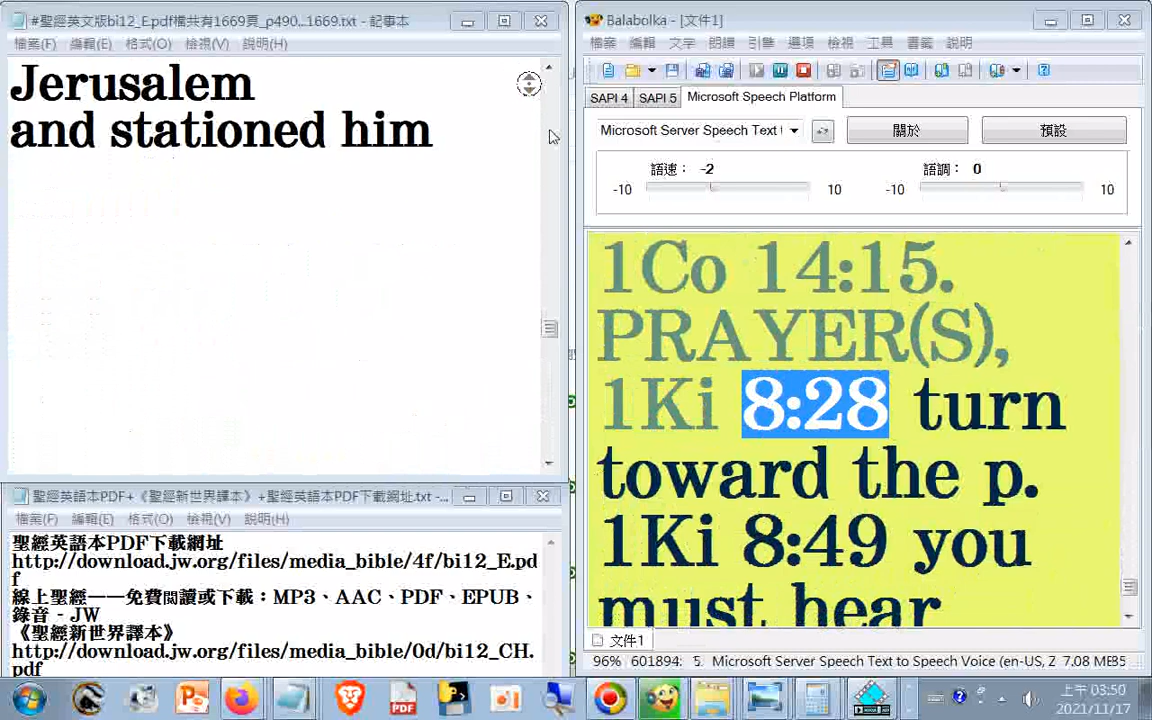 #聖經英文版bi12_Epdf檔共有1669頁_p490...1669.txt - 記事本
檔案(F) 編輯(E) 格式(O) 檢視(V) 說明(H)
Jerusalem
and stationed him
聖經英語本PDF+《聖經新世界譯本》+聖經英語本PDF下載網址.txt -...
檔案(F) 編輯(E) 格式(O) 檢視(V) 說明(H)
聖經英語本PDF下載網址
http://download.jw.org/files/media_bible/4f/bi12_E.pd
f
線上聖經——免費閱讀或下載：MP3、AAC、PDF、EPUB、
錄音 - JW
《聖經新世界譯本》
http://download.jw.org/files/media_bible/0d/bi12_CH.
pdf
Balabolka - [文件1]
檔案 編輯 文字 朗讀 引擎 選項 檢視 工具 書籤 說明
SAPI 4 SAPI 5 Microsoft Speech Platform
Microsoft Server Speech Text 關於 預設
語速： -2 語調： 0
-10 10 -10 10
1Co 14:15.
PRAYER(S),
1Ki 8:28 turn
toward the p.
1Ki 8:49 you
must hear
文件1
96% 601894: 5. Microsoft Server Speech Text to Speech Voice (en-US, Z 7.08 MB
上午 03:50
2021/11/17